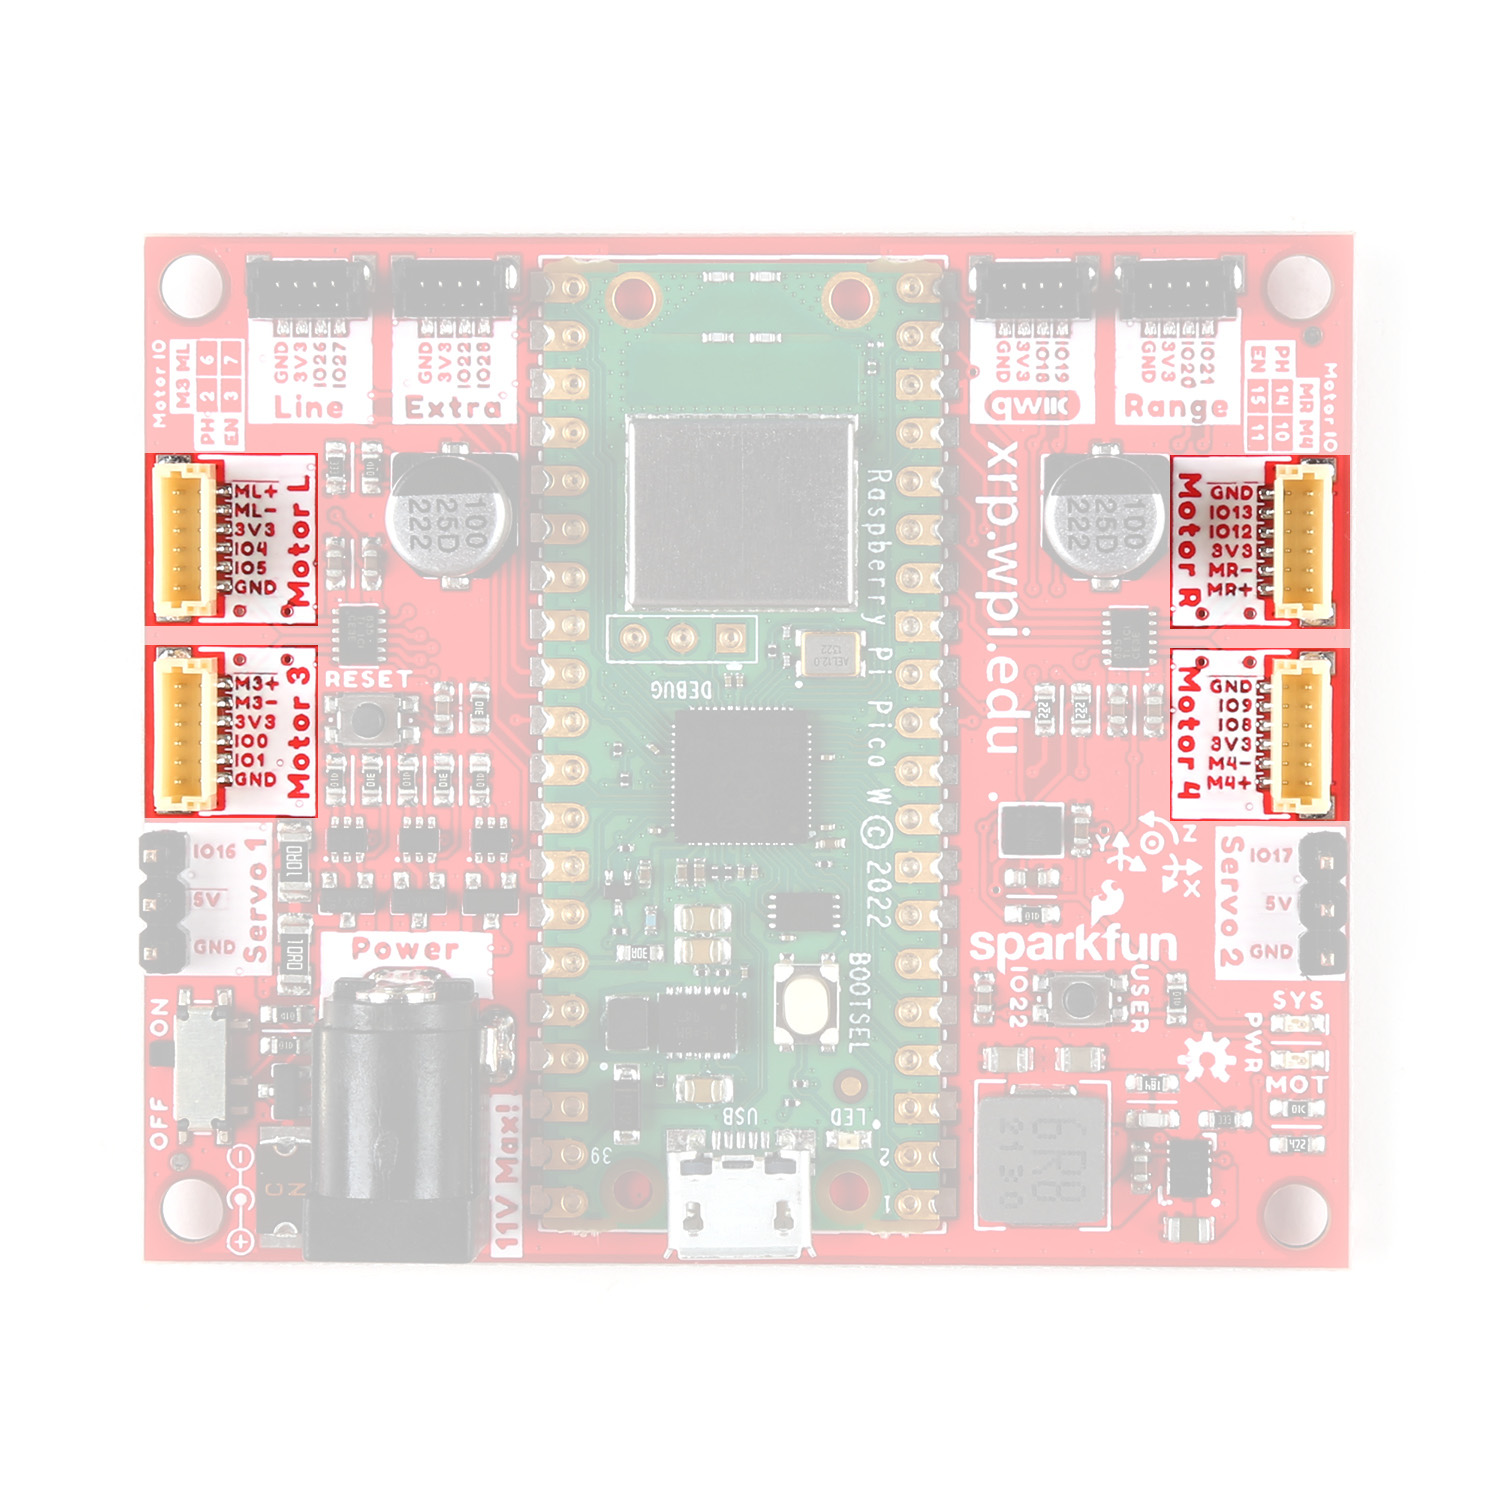 Motor IO
M3 ML
PH 2 6
EN 3 7
GND
3V3
IO26
IO27
Line
GND
3V3
IO22
IO28
Extra
GND
3V3
IO18
IO19
qwiic
GND
3V3
IO20
IO21
Range
Motor IO
MR M4
PH 14 10
EN 15 11
ML+
ML-
3V3
IO4
IO5
GND
Motor L
100
25D
222
100
25D
222
GND
IO13
IO12
3V3
MR-
MR+
Motor R
M3+
M3-
3V3
IO0
IO1
GND
Motor 3
RESET
DEBUG
Raspberry Pi Pico W © 2022
xrp.wpi.edu
222
222
GND
IO9
IO8
3V3
M4-
M4+
Motor 4
IO16
5V
GND
Servo 1
Y
Z
X
IO17
5V
GND
Servo 2
sparkfun
Power
ON
OFF
11V Max!
BOOTSEL
USB
LED
39
2
1
IO22
USER
SYS
PWR
MOT
6R8
2130
-
+